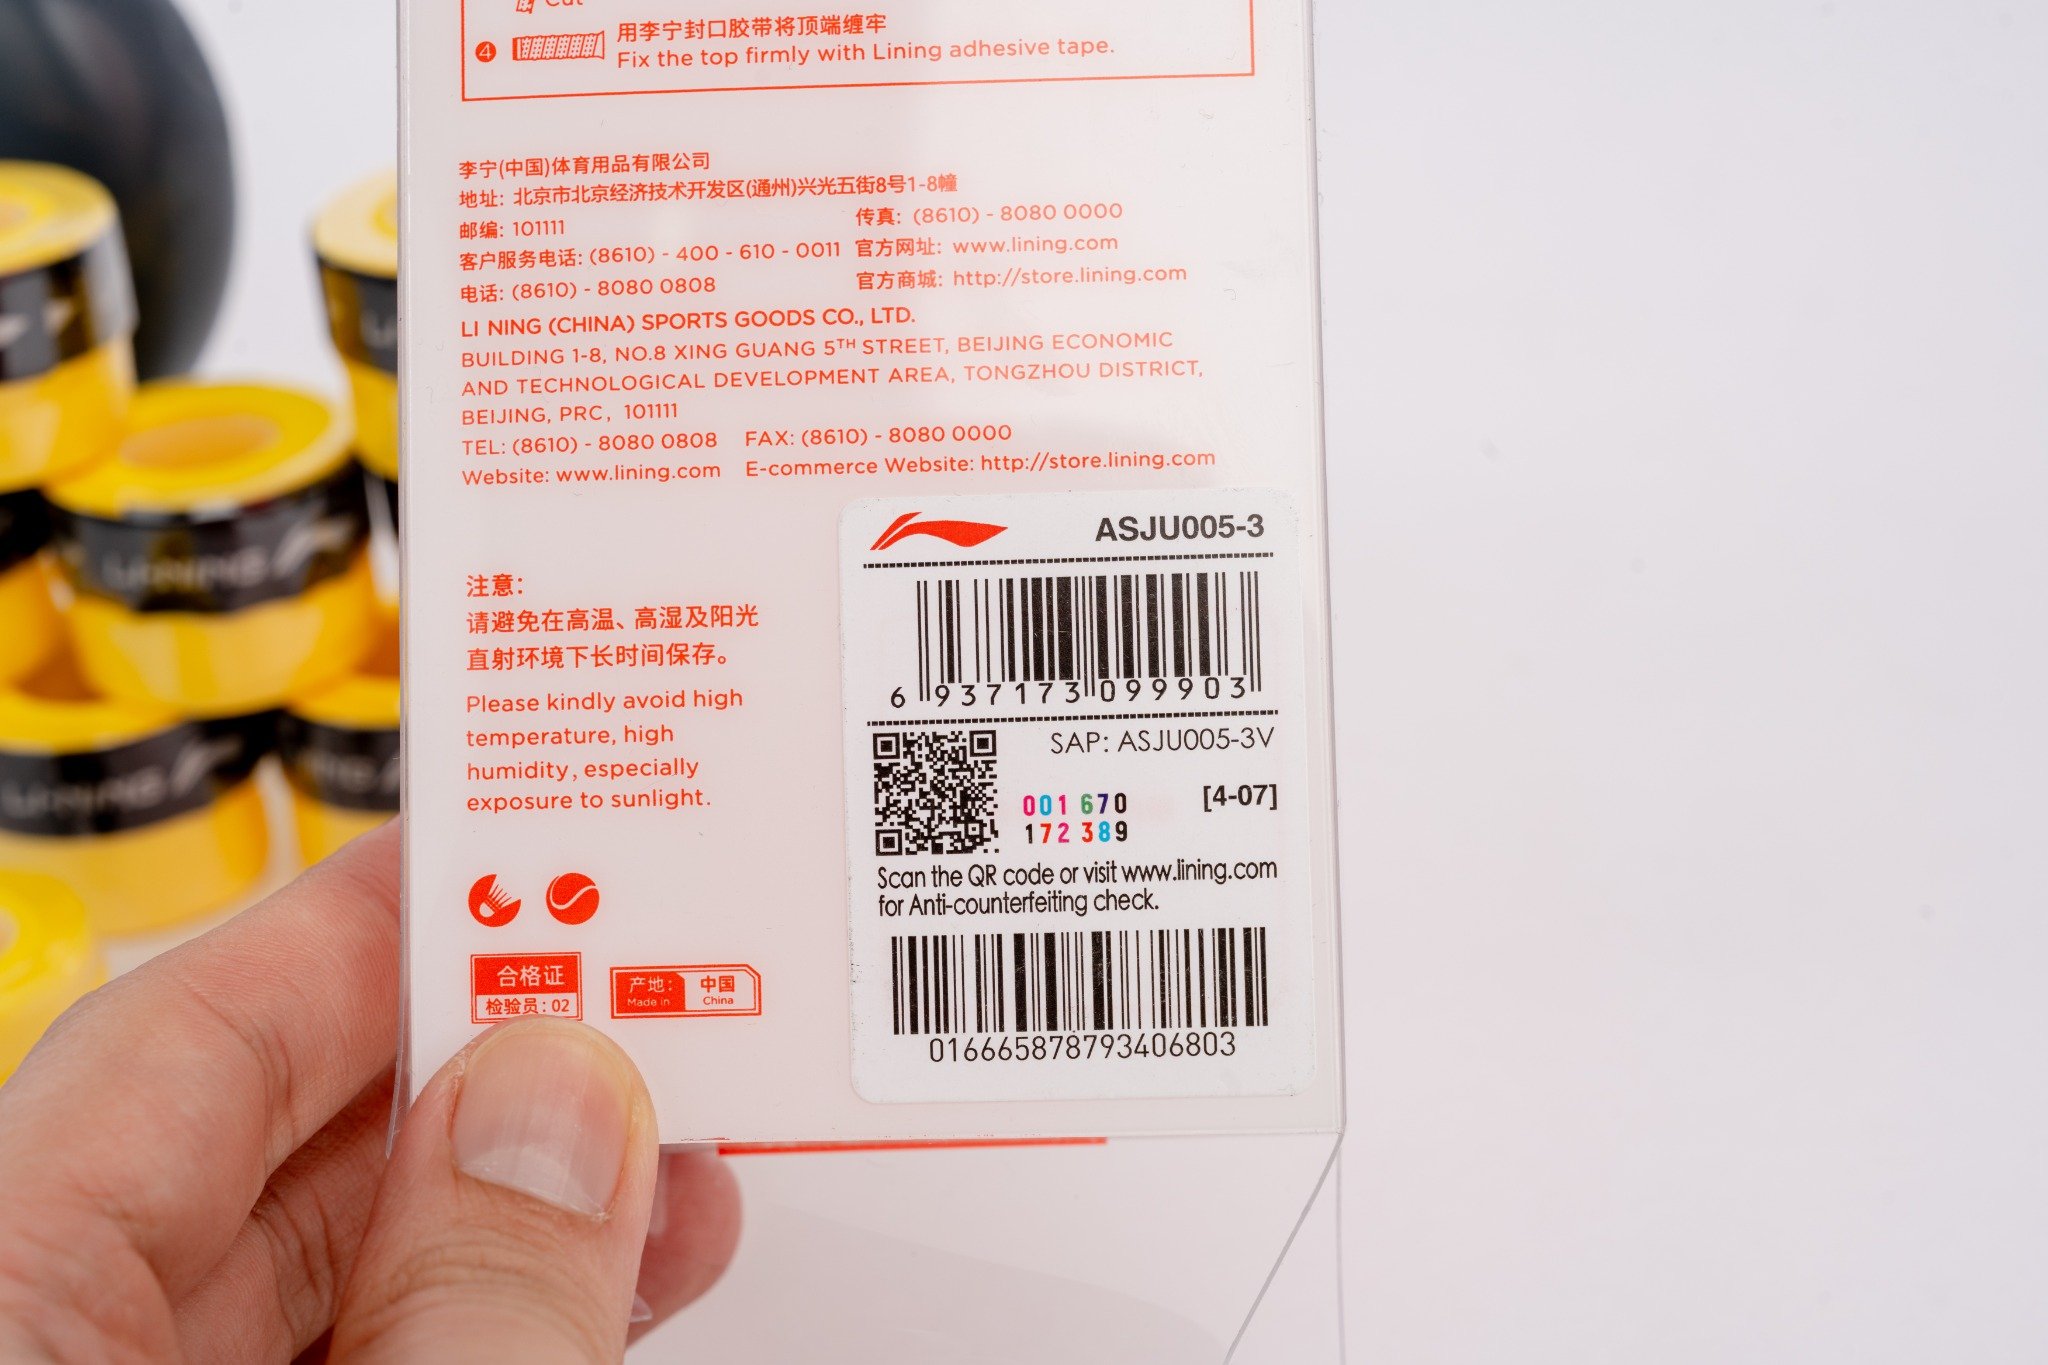 Cut
4 用李宁封口胶带将顶端缠牢
Fix the top firmly with Lining adhesive tape.
李宁(中国)体育用品有限公司
地址: 北京市北京经济技术开发区(通州)兴光五街8号1-8幢
邮编: 101111
传真: (8610) - 8080 0000
客户服务电话: (8610) - 400 - 610 - 0011
官方网址: www.lining.com
电话: (8610) - 8080 0808
官方商城: http://store.lining.com
LI NING (CHINA) SPORTS GOODS CO., LTD.
BUILDING 1-8, NO.8 XING GUANG 5TH STREET, BEIJING ECONOMIC
AND TECHNOLOGICAL DEVELOPMENT AREA, TONGZHOU DISTRICT,
BEIJING, PRC, 101111
TEL: (8610) - 8080 0808 FAX: (8610) - 8080 0000
Website: www.lining.com E-commerce Website: http://store.lining.com
注意:
请避免在高温、高湿及阳光
直射环境下长时间保存。
Please kindly avoid high
temperature, high
humidity, especially
exposure to sunlight.
合格证
检验员: 02
产地: 中国
Made in China
ASJU005-3
6 937173 099903
SAP: ASJU005-3V
001 670
172 389
[4-07]
Scan the QR code or visit www.lining.com
for Anti-counterfeiting check.
016665878793406803
LI-NING
LI-NING